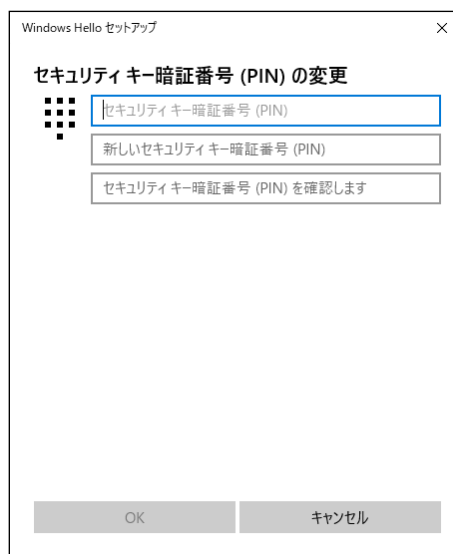 Windows Hello セットアップ
セキュリティ キー暗証番号 (PIN) の変更
セキュリティ キー暗証番号 (PIN)
新しいセキュリティ キー暗証番号 (PIN)
セキュリティ キー暗証番号 (PIN) を確認します
OK
キャンセル